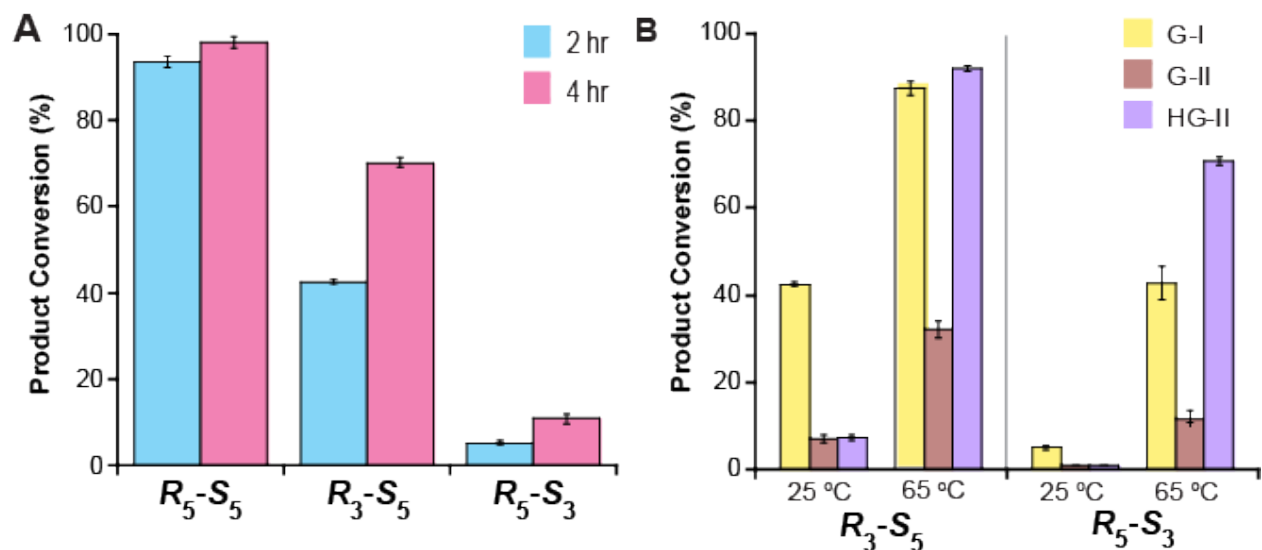 A
Product Conversion (%)
100
80
60
40
20
0
2 hr
4 hr
R₅-S₅
R₃-S₅
R₅-S₃
B
Product Conversion (%)
100
80
60
40
20
0
G-I
G-II
HG-II
25 ºC 65 ºC 25 ºC 65 ºC
R₃-S₅ R₅-S₃